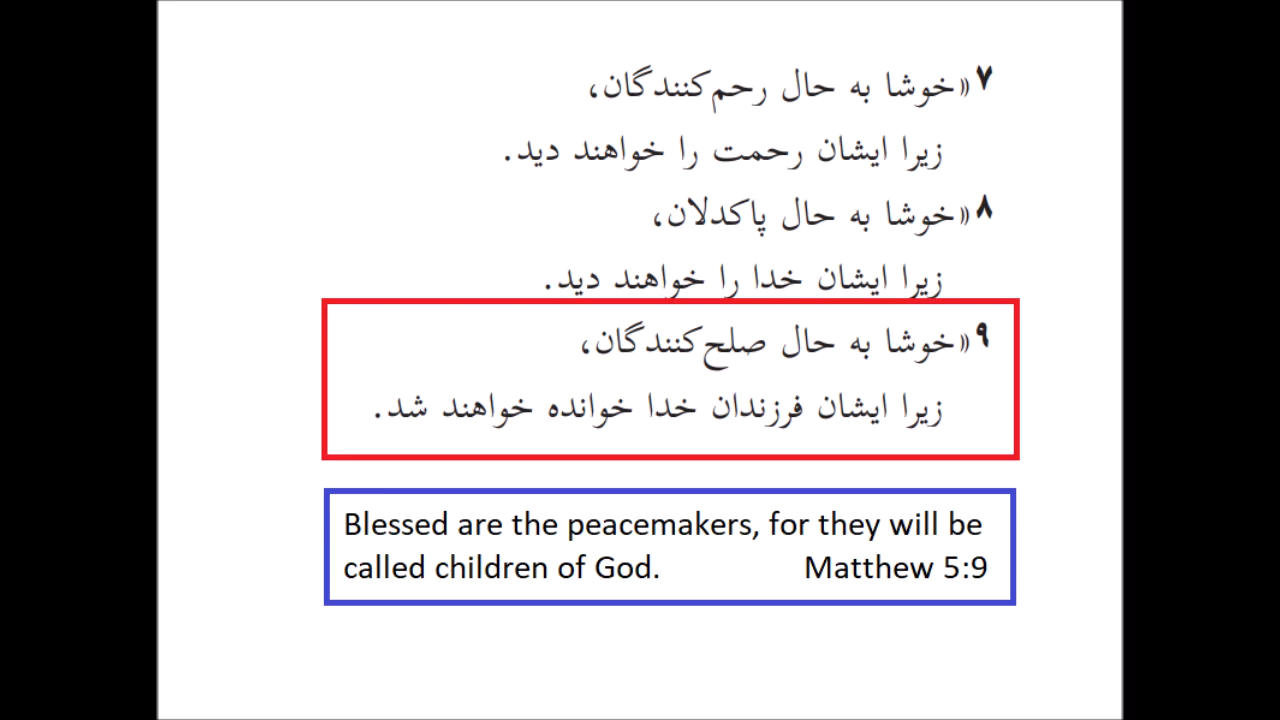 ۷«خوشا به حال رحم‌کنندگان،
زیرا ایشان رحمت را خواهند دید.
۸«خوشا به حال پاکدلان،
زیرا ایشان خدا را خواهند دید.
۹«خوشا به حال صلح‌کنندگان،
زیرا ایشان فرزندان خدا خوانده خواهند شد.
Blessed are the peacemakers, for they will be
called children of God. Matthew 5:9